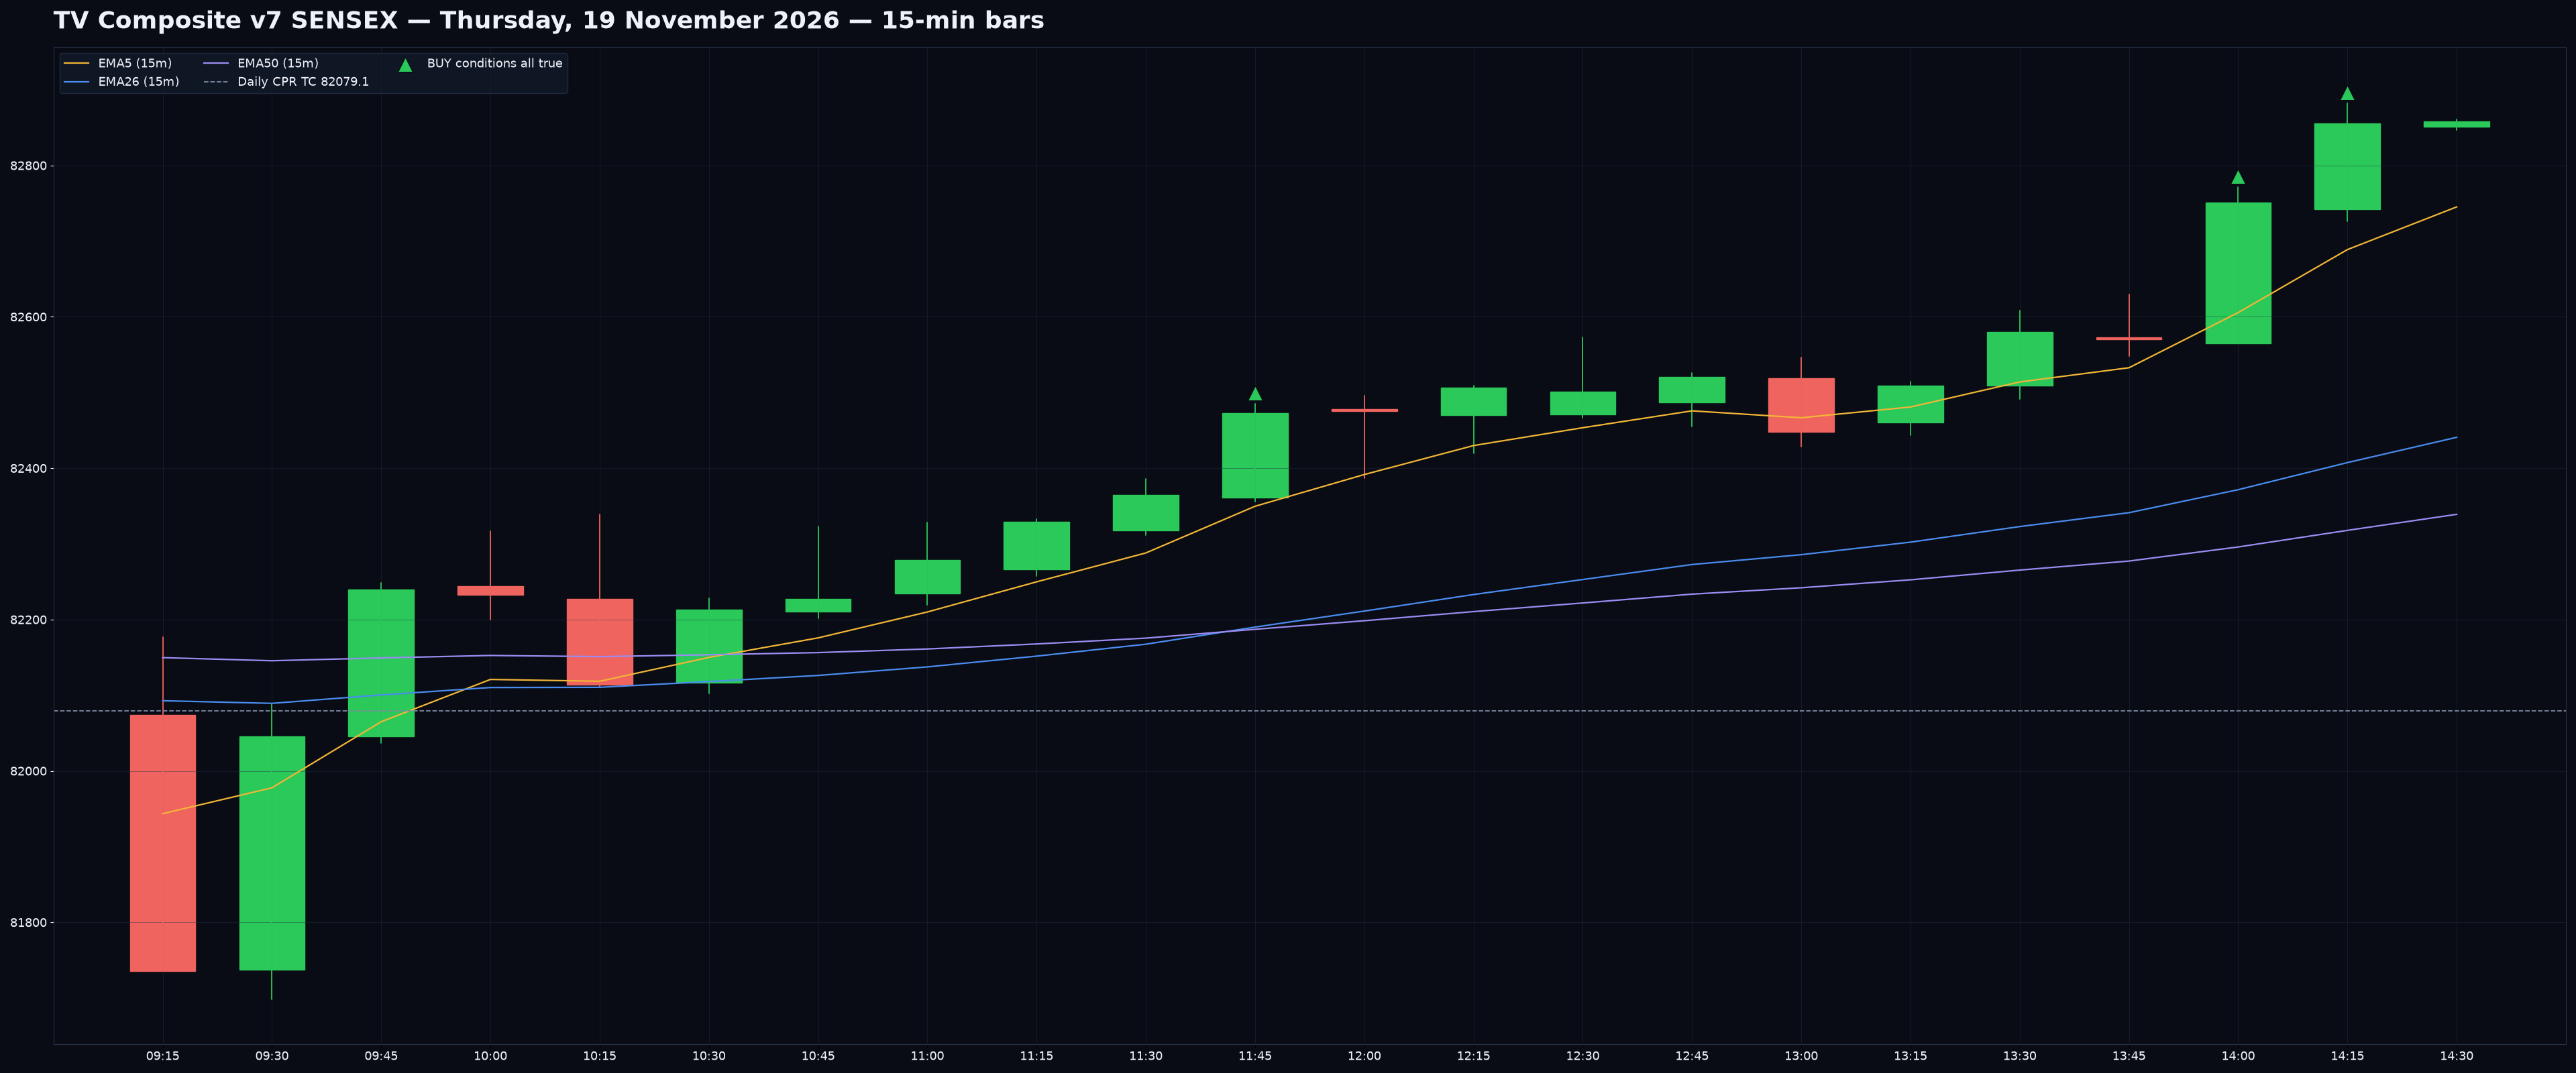 TV Composite v7 SENSEX — Thursday, 19 November 2026 — 15-min bars
EMA5 (15m) EMA50 (15m) BUY conditions all true
EMA26 (15m) Daily CPR TC 82079.1
82800
82600
82400
82200
82000
81800
09:15 09:30 09:45 10:00 10:15 10:30 10:45 11:00 11:15 11:30 11:45 12:00 12:15 12:30 12:45 13:00 13:15 13:30 13:45 14:00 14:15 14:30